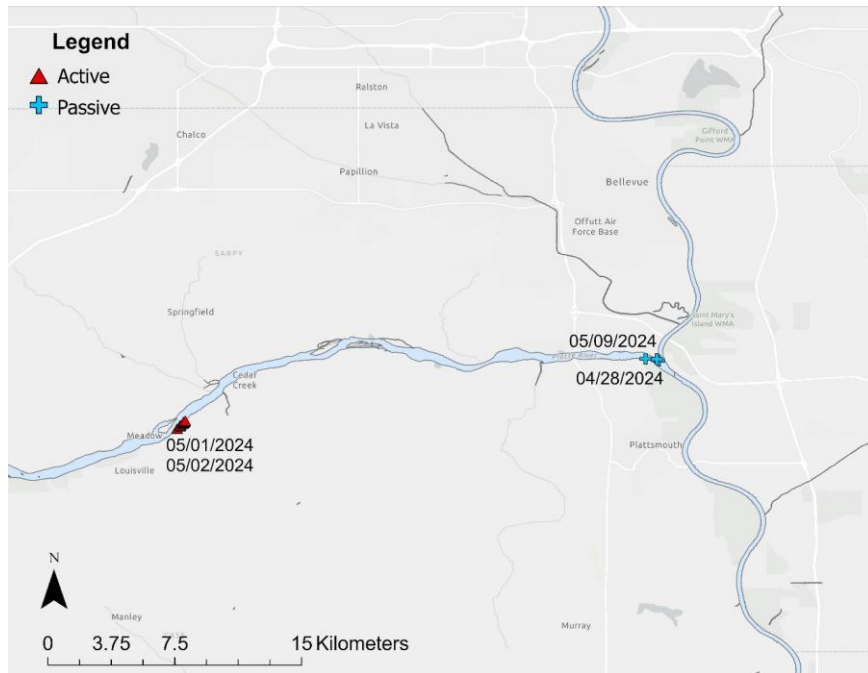 Legend
Active
Passive
Ralston
La Vista
Chalco
Papillion
Gifford
Point WMA
Bellevue
Offutt Air
Force Base
SARPY
Springfield
Saint Mary's
Island WMA
05/09/2024
Platte River
04/28/2024
Cedar
Creek
Meadow
05/01/2024
Louisville
05/02/2024
Plattsmouth
N
Manley
CASS
Murray
0 3.75 7.5 15 Kilometers